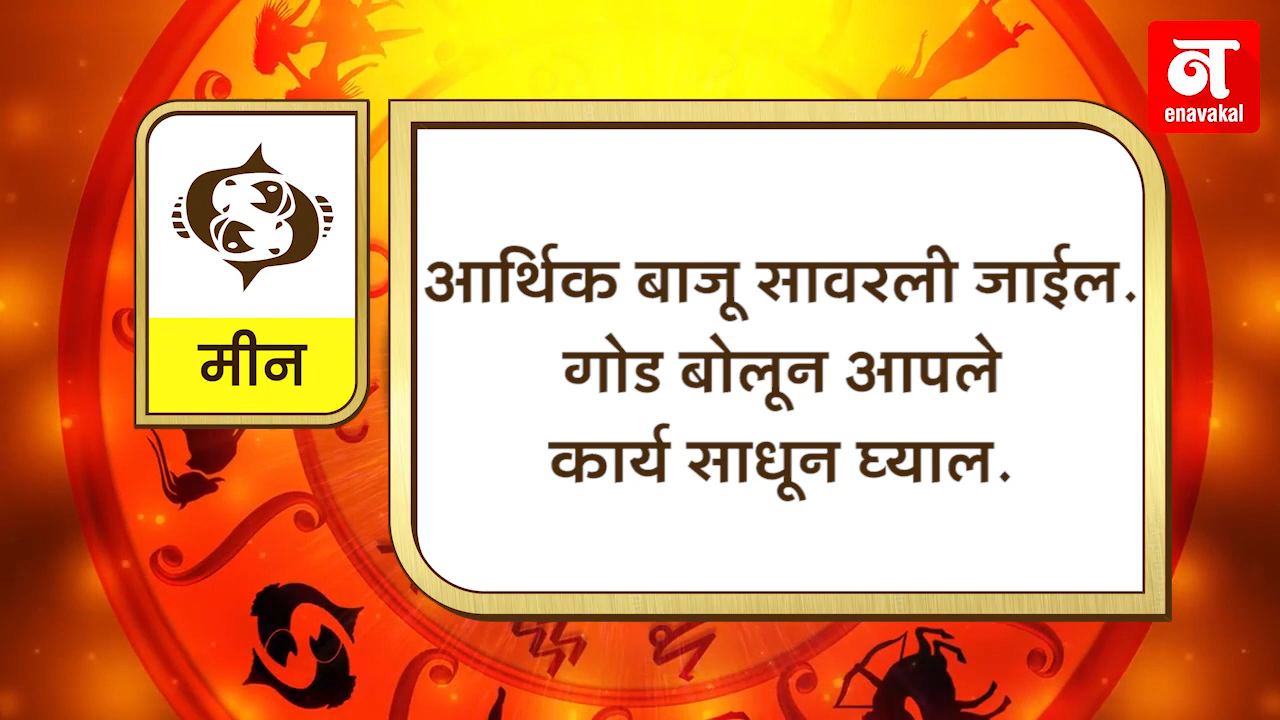 न
enavakal
मीन
आर्थिक बाजू सावरली जाईल.
गोड बोलून आपले
कार्य साधून घ्याल.